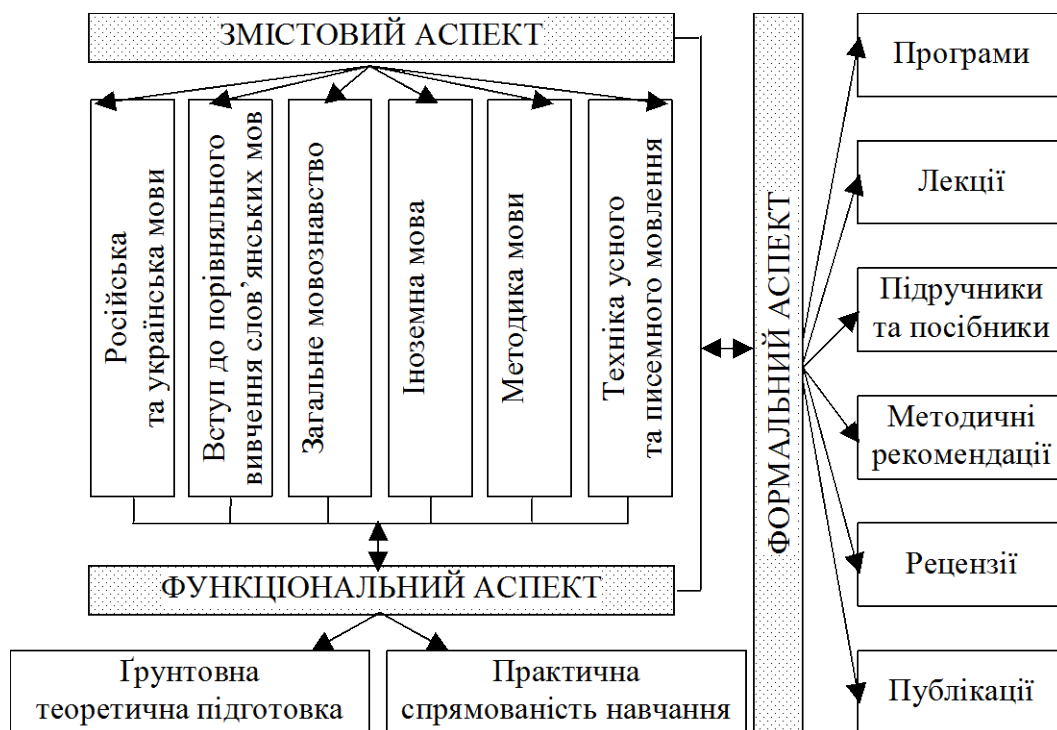 ЗМІСТОВИЙ АСПЕКТ
Російська
та українська мови
Вступ до порівняльного
вивчення слов’янських мов
Загальне мовознавство
Іноземна мова
Методика мови
Техніка усного
та писемного мовлення
ФУНКЦІОНАЛЬНИЙ АСПЕКТ
Ґрунтовна
теоретична підготовка
Практична
спрямованість навчання
ФОРМАЛЬНИЙ АСПЕКТ
Програми
Лекції
Підручники
та посібники
Методичні
рекомендації
Рецензії
Публікації